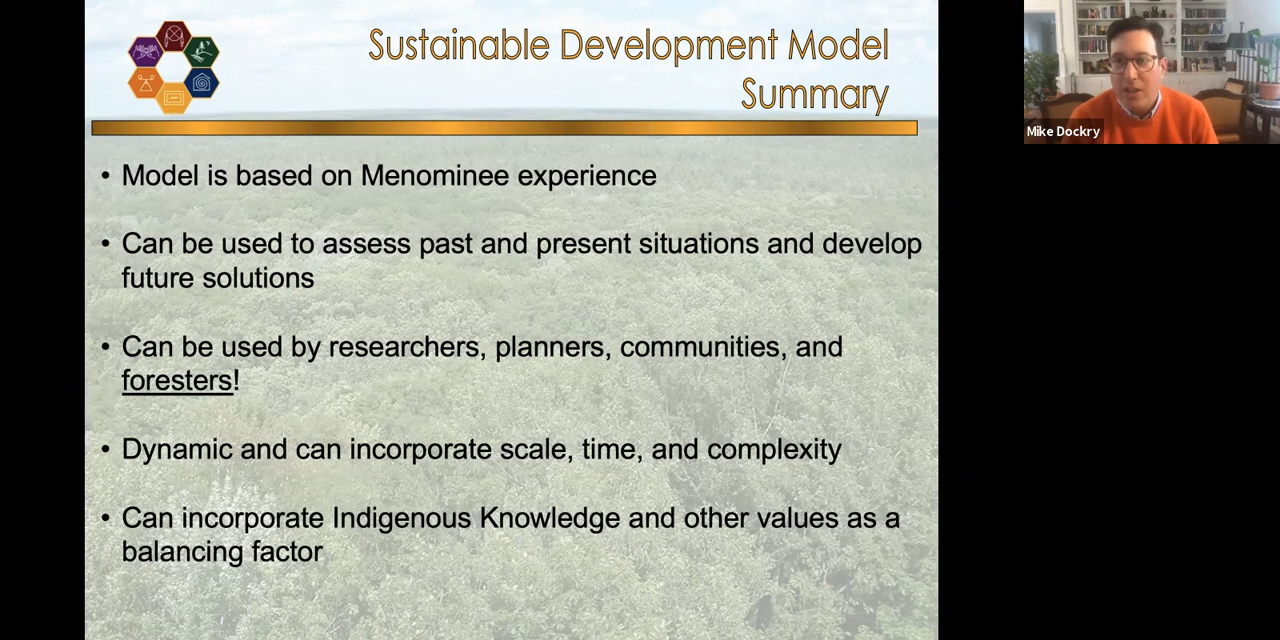 Sustainable Development Model
Summary
Mike Dockry
• Model is based on Menominee experience
• Can be used to assess past and present situations and develop
future solutions
• Can be used by researchers, planners, communities, and
foresters!
• Dynamic and can incorporate scale, time, and complexity
• Can incorporate Indigenous Knowledge and other values as a
balancing factor